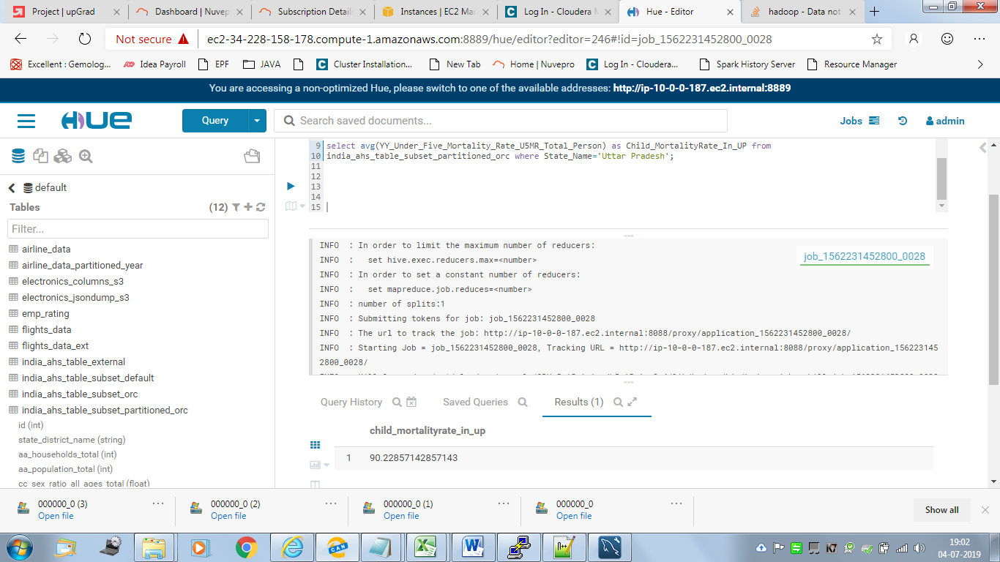 Project | upGrad
Dashboard | Nuvep
Subscription Detail
Instances | EC2 Ma
Log In - Cloudera M
Hue - Editor
hadoop - Data not
Not secure
ec2-34-228-158-178.compute-1.amazonaws.com:8889/hue/editor?editor=246#!id=job_1562231452800_0028
Excellent : Gemolog...
Idea Payroll
EPF
JAVA
Cluster Installation...
New Tab
Home | Nuvepro
Log In - Cloudera...
Spark History Server
Resource Manager
You are accessing a non-optimized Hue, please switch to one of the available addresses: http://ip-10-0-0-187.ec2.internal:8889
HUE
Query
Search saved documents...
Jobs
admin
default
Tables
(12)
Filter...
airline_data
airline_data_partitioned_year
electronics_columns_s3
electronics_jsondump_s3
emp_rating
flights_data
flights_data_ext
india_ahs_table_external
india_ahs_table_subset_default
india_ahs_table_subset_orc
india_ahs_table_subset_partitioned_orc
id (int)
state_district_name (string)
aa_households_total (int)
aa_population_total (int)
cc_sex_ratio_all_ages_total (float)
9 select avg(YY_Under_Five_Mortality_Rate_U5MR_Total_Person) as Child_MortalityRate_In_UP from
10 india_ahs_table_subset_partitioned_orc where State_Name='Uttar Pradesh';
11
12
13
14
15
INFO : In order to limit the maximum number of reducers:
INFO : set hive.exec.reducers.max=<number>
INFO : In order to set a constant number of reducers:
INFO : set mapreduce.job.reduces=<number>
INFO : number of splits:1
INFO : Submitting tokens for job: job_1562231452800_0028
INFO : The url to track the job: http://ip-10-0-0-187.ec2.internal:8088/proxy/application_1562231452800_0028/
INFO : Starting Job = job_1562231452800_0028, Tracking URL = http://ip-10-0-0-187.ec2.internal:8088/proxy/application_156223145
2800_0028/
job_1562231452800_0028
Query History
Saved Queries
Results (1)
child_mortalityrate_in_up
1 90.22857142857143
000000_0 (3)
Open file
000000_0 (2)
Open file
000000_0 (1)
Open file
000000_0
Open file
Show all
CAN
19:02
04-07-2019